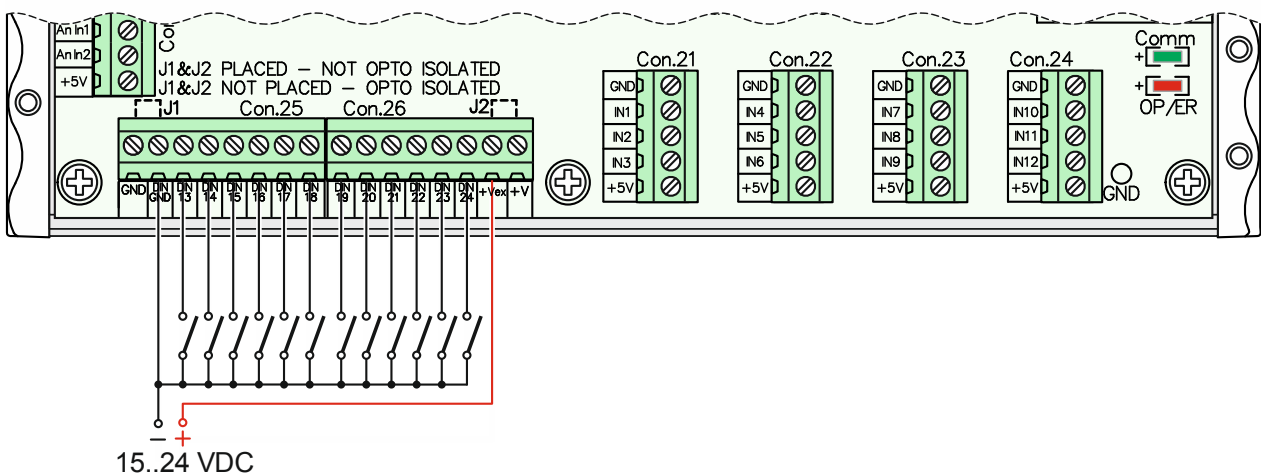 An In1
An In2
+5V
Co
J1&J2 PLACED – NOT OPTO ISOLATED
J1&J2 NOT PLACED – OPTO ISOLATED
J1 Con.25 Con.26 J2
GND DIN GND DIN 13 DIN 14 DIN 15 DIN 16 DIN 17 DIN 18 DIN 19 DIN 20 DIN 21 DIN 22 DIN 23 DIN 24 +Vex +V
Con.21
GND
IN1
IN2
IN3
+5V
Con.22
GND
IN4
IN5
IN6
+5V
Con.23
GND
IN7
IN8
IN9
+5V
Con.24
GND
IN10
IN11
IN12
+5V
Comm
+
+
OP/ER
GND
– +
15..24 VDC